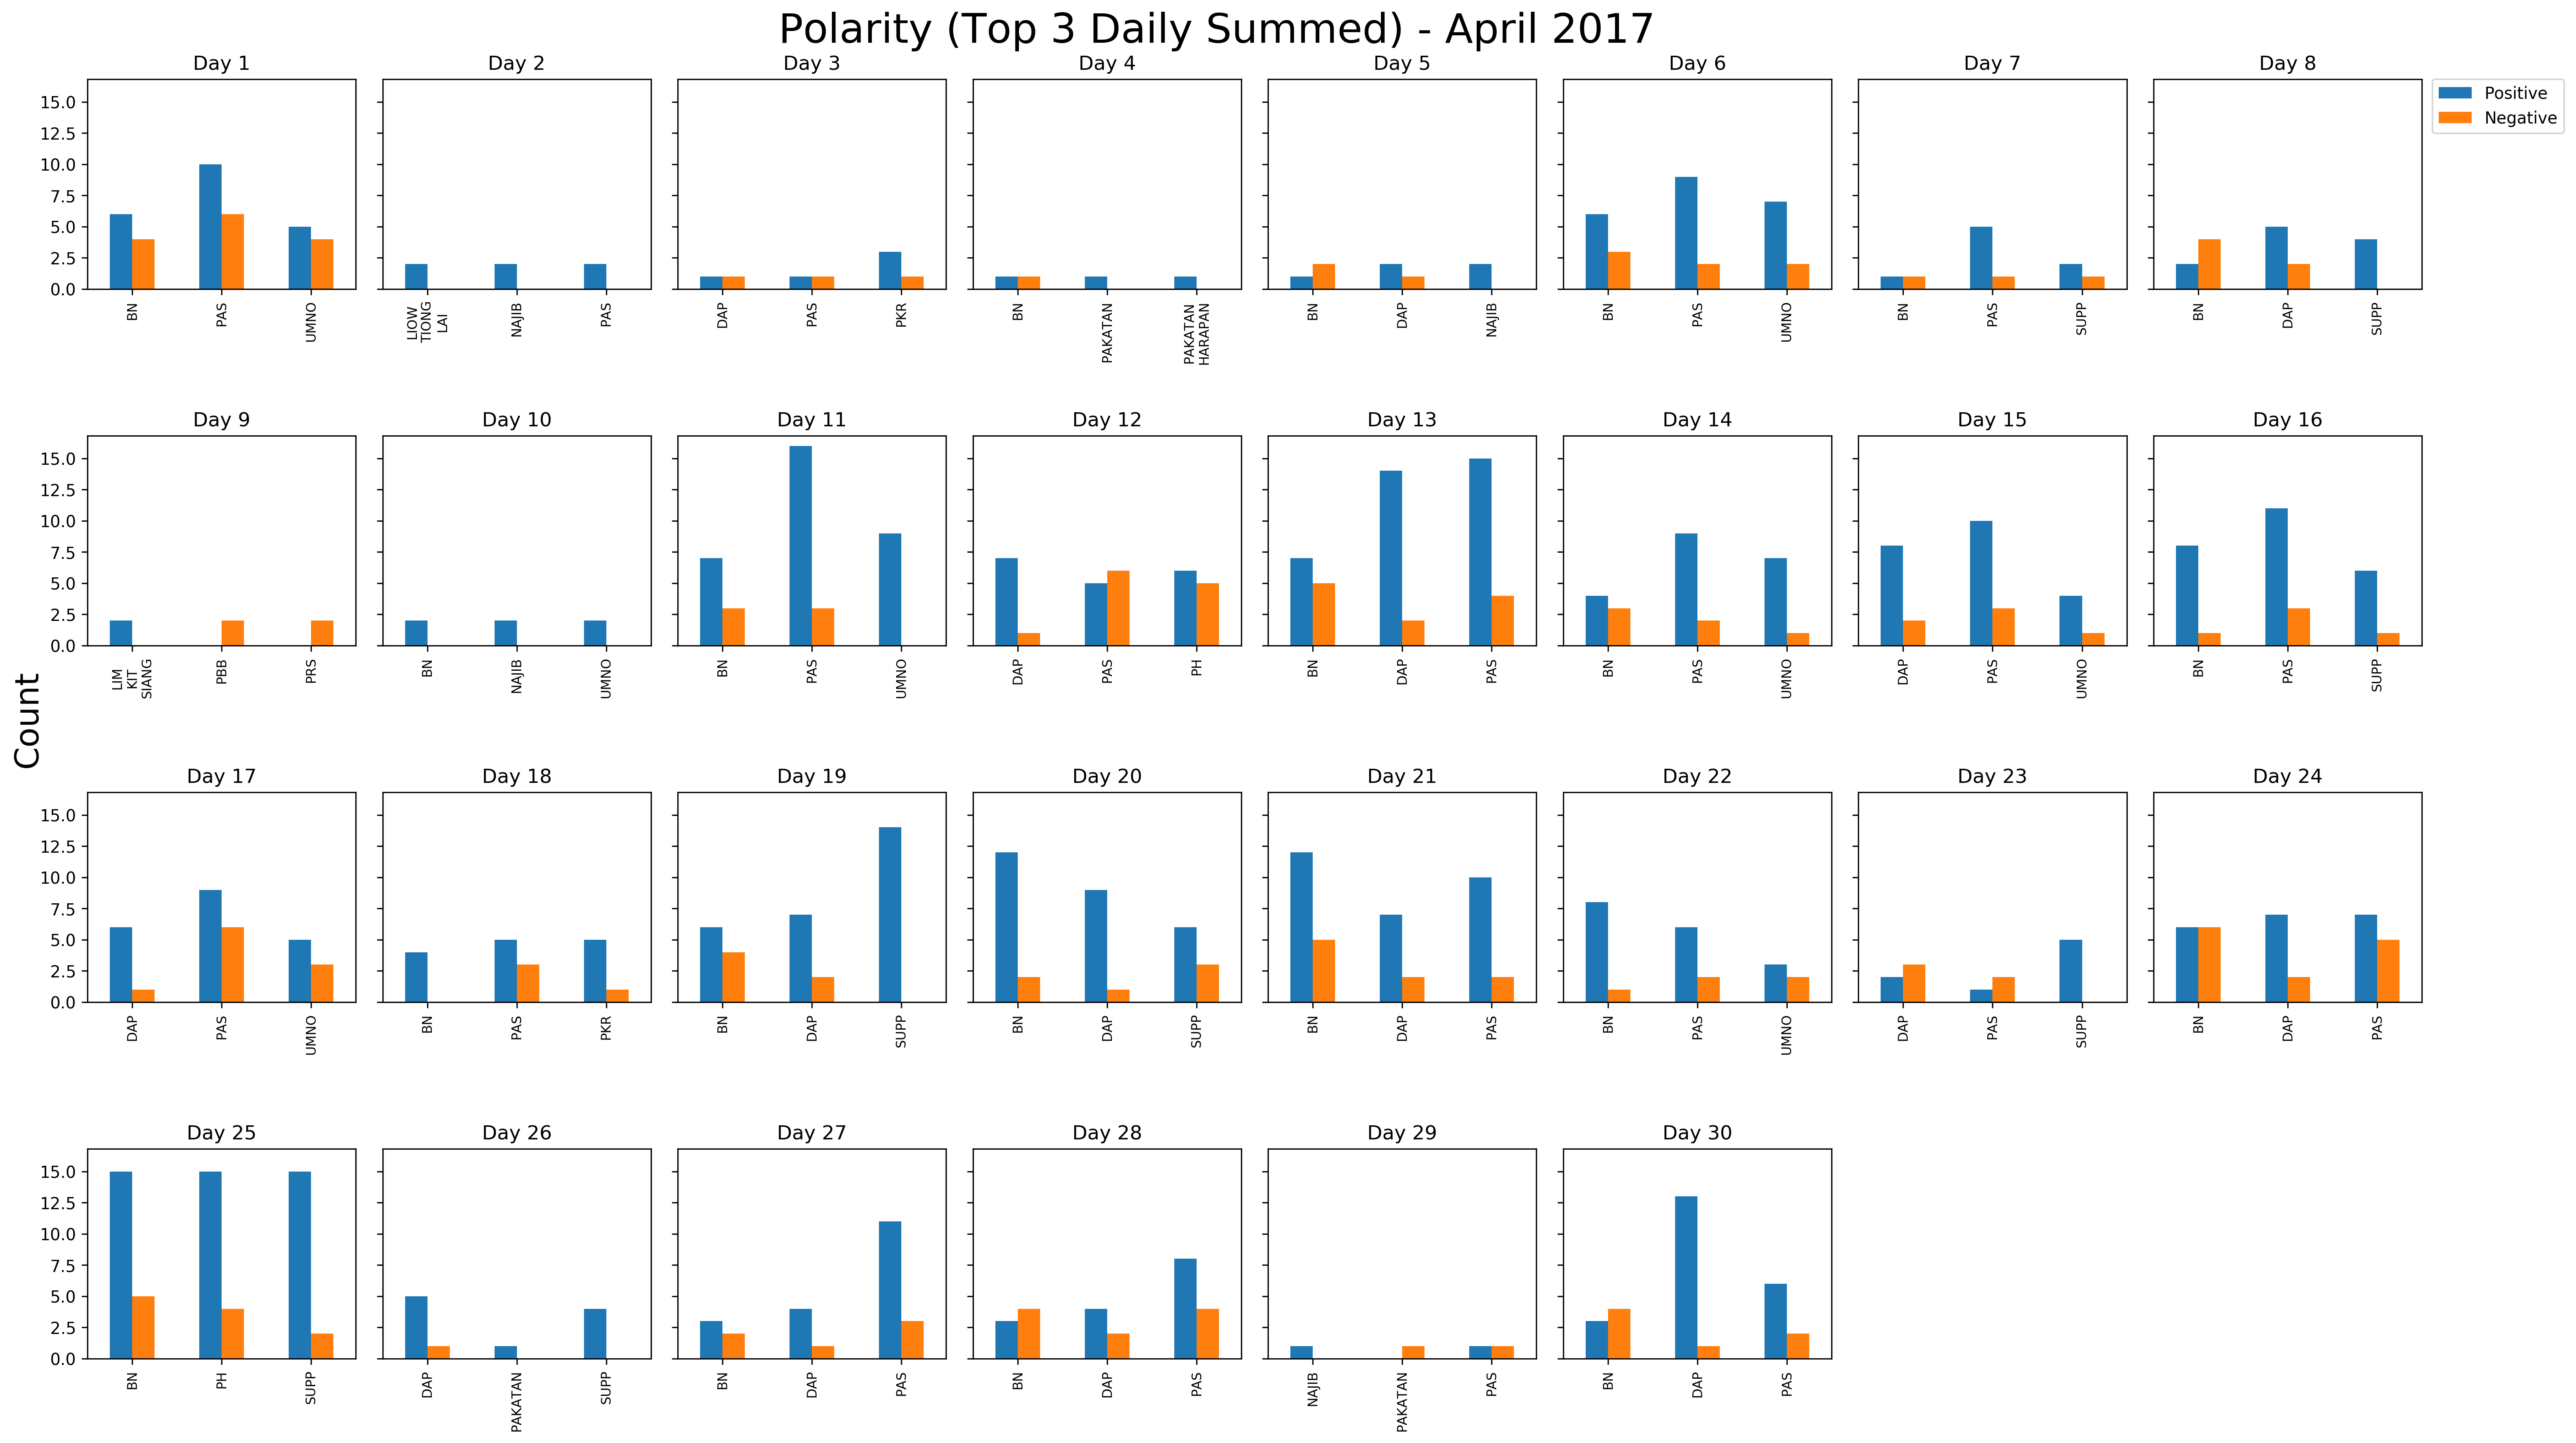 Polarity (Top 3 Daily Summed) - April 2017
Day 1
Day 2
Day 3
Day 4
Day 5
Day 6
Day 7
Day 8
Positive
Negative
15.0
12.5
10.0
7.5
5.0
2.5
0.0
BN
PAS
UMNO
LIOW
TIONG
LAI
NAJIB
PAS
DAP
PAS
PKR
BN
PAKATAN
PAKATAN
HARAPAN
BN
DAP
NAJIB
BN
PAS
UMNO
BN
PAS
SUPP
BN
DAP
SUPP
Day 9
Day 10
Day 11
Day 12
Day 13
Day 14
Day 15
Day 16
15.0
12.5
10.0
7.5
5.0
2.5
0.0
LIM
KIT
SIANG
PBB
PRS
BN
NAJIB
UMNO
BN
PAS
UMNO
DAP
PAS
PH
BN
DAP
PAS
BN
PAS
UMNO
DAP
PAS
UMNO
BN
PAS
SUPP
Count
Day 17
Day 18
Day 19
Day 20
Day 21
Day 22
Day 23
Day 24
15.0
12.5
10.0
7.5
5.0
2.5
0.0
DAP
PAS
UMNO
BN
PAS
PKR
BN
DAP
SUPP
BN
DAP
SUPP
BN
DAP
PAS
BN
PAS
UMNO
DAP
PAS
SUPP
BN
DAP
PAS
Day 25
Day 26
Day 27
Day 28
Day 29
Day 30
15.0
12.5
10.0
7.5
5.0
2.5
0.0
BN
PH
SUPP
DAP
PAKATAN
SUPP
BN
DAP
PAS
BN
DAP
PAS
NAJIB
PAKATAN
PAS
BN
DAP
PAS